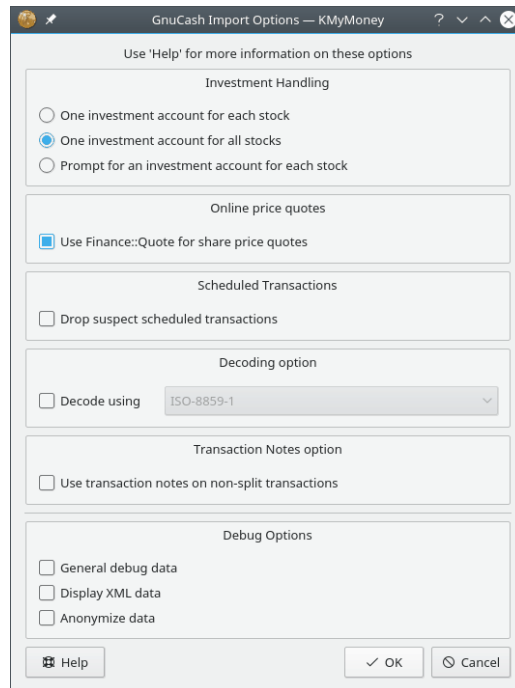 GnuCash Import Options — KMyMoney
Use 'Help' for more information on these options
Investment Handling
One investment account for each stock
One investment account for all stocks
Prompt for an investment account for each stock
Online price quotes
Use Finance::Quote for share price quotes
Scheduled Transactions
Drop suspect scheduled transactions
Decoding option
Decode using ISO-8859-1
Transaction Notes option
Use transaction notes on non-split transactions
Debug Options
General debug data
Display XML data
Anonymize data
Help OK Cancel